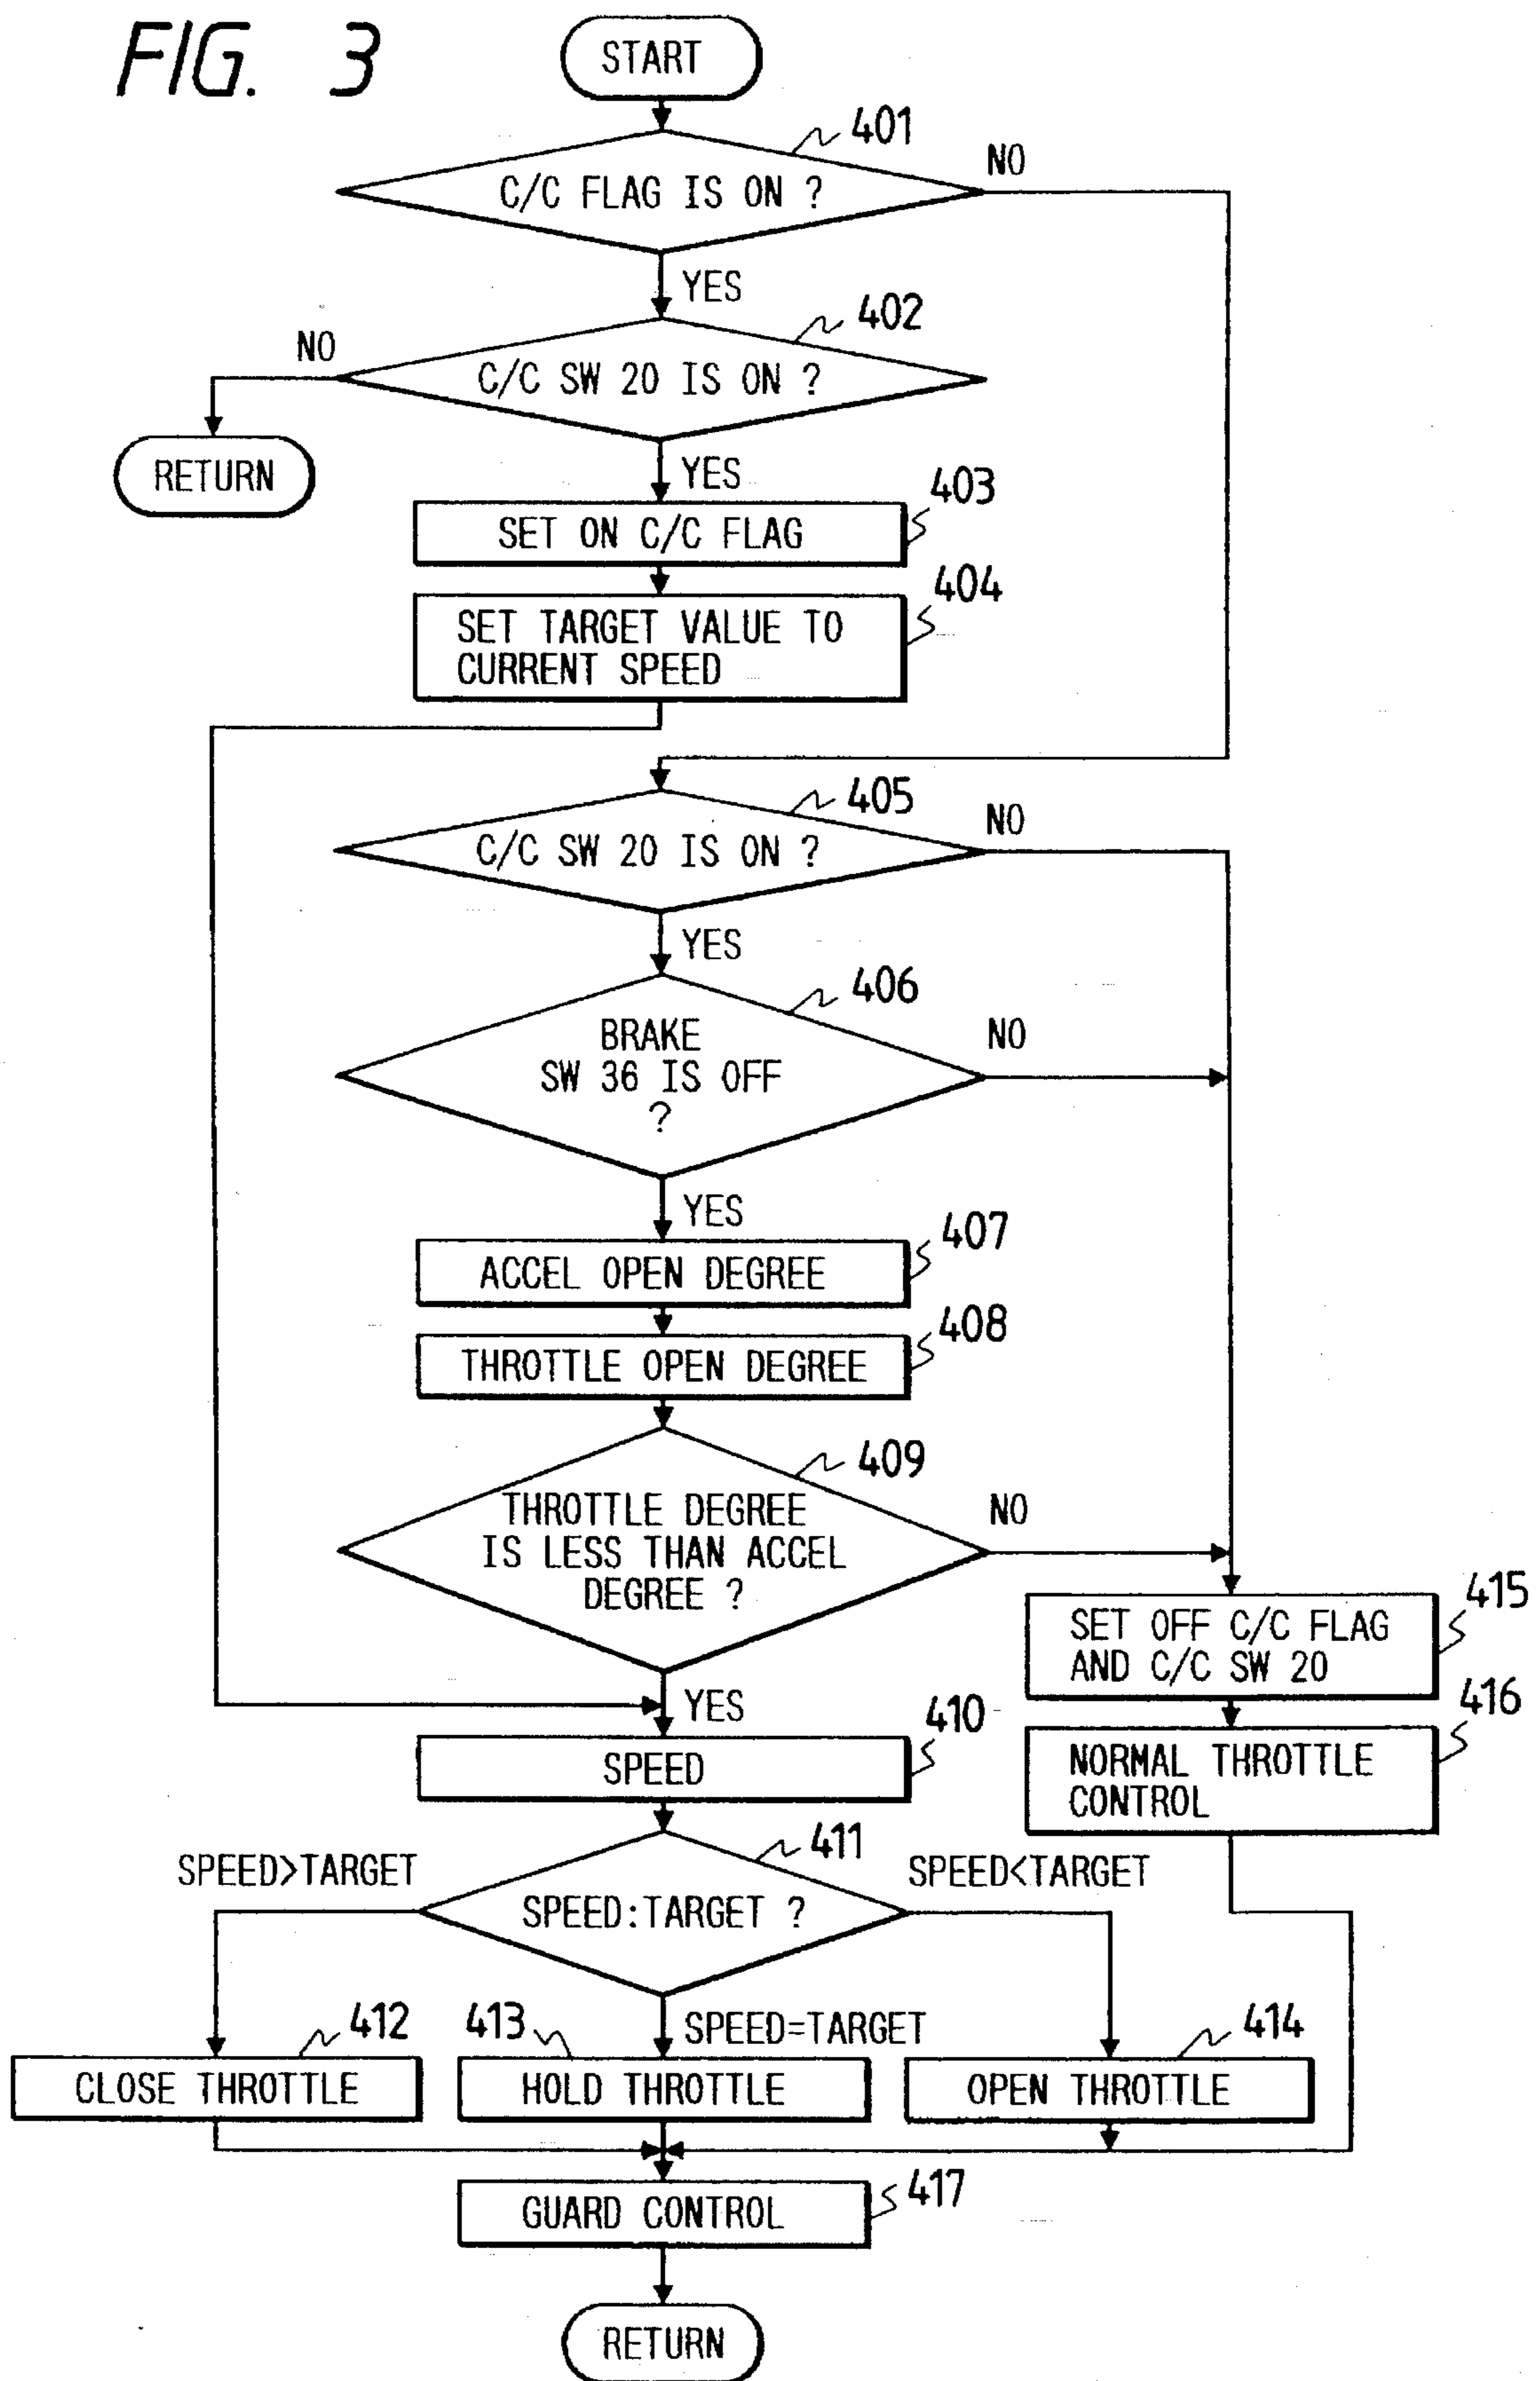 FIG. 3
START
401
C/C FLAG IS ON ?
NO
YES
402
C/C SW 20 IS ON ?
NO
RETURN
YES
403
SET ON C/C FLAG
404
SET TARGET VALUE TO
CURRENT SPEED
405
C/C SW 20 IS ON ?
NO
YES
406
BRAKE
SW 36 IS OFF
?
NO
YES
407
ACCEL OPEN DEGREE
408
THROTTLE OPEN DEGREE
409
THROTTLE DEGREE
IS LESS THAN ACCEL
DEGREE ?
NO
415
SET OFF C/C FLAG
AND C/C SW 20
YES
410
SPEED
416
NORMAL THROTTLE
CONTROL
411
SPEED>TARGET
SPEED<TARGET
SPEED:TARGET ?
SPEED=TARGET
412
CLOSE THROTTLE
413
HOLD THROTTLE
414
OPEN THROTTLE
417
GUARD CONTROL
RETURN